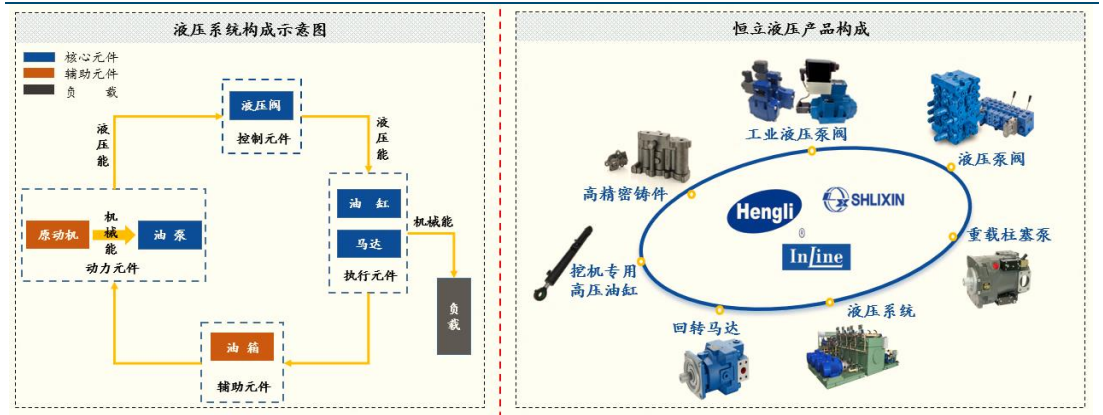 液压系统构成示意图
核心元件
辅助元件
负 载
液压能
液压阀
控制元件
液压能
原动机
机械能
油泵
动力元件
油 缸
马达
执行元件
机械能
负载
油箱
辅助元件
恒立液压产品构成
工业液压泵阀
液压泵阀
高精密铸件
Hengli
®
SHLIXIN
InLine
重载柱塞泵
挖机专用
高压油缸
液压系统
回转马达